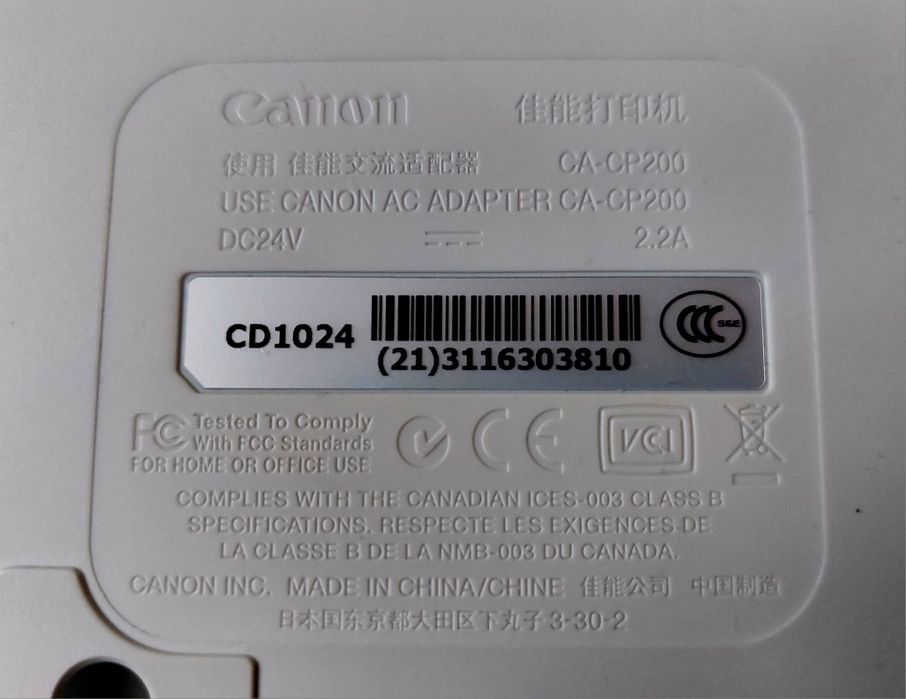 Canon 佳能打印机
使用 佳能交流适配器 CA-CP200
USE CANON AC ADAPTER CA-CP200
DC24V 2.2A
CD1024
(21)3116303810
CCC S&E
FC Tested To Comply
With FCC Standards
FOR HOME OR OFFICE USE
CE VCI
COMPLIES WITH THE CANADIAN ICES-003 CLASS B
SPECIFICATIONS. RESPECTE LES EXIGENCES DE
LA CLASSE B DE LA NMB-003 DU CANADA.
CANON INC. MADE IN CHINA/CHINE 佳能公司 中国制造
日本国东京都大田区下丸子 3-30-2